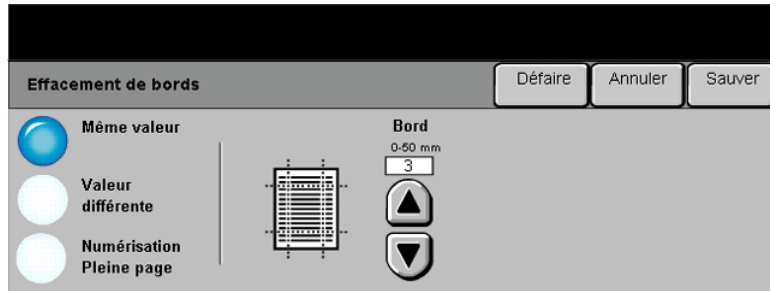 Effacement de bords
Défaire
Annuler
Sauver
Même valeur
Valeur
différente
Numérisation
Pleine page
Bord
0-50 mm
3